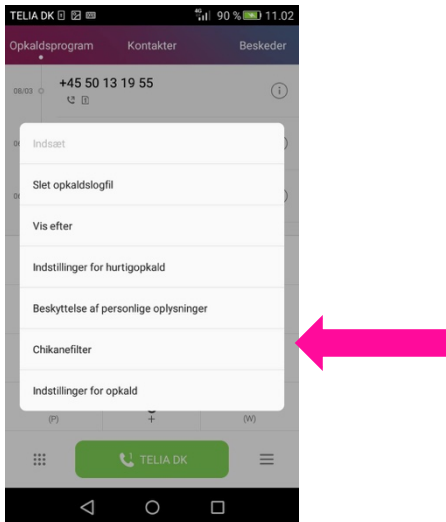 TELIA DK 90 % 11.02
Opkaldsprogram Kontakter Beskeder
08/03 +45 50 13 19 55
Indsæt
Slet opkaldslogfil
Vis efter
Indstillinger for hurtigopkald
Beskyttelse af personlige oplysninger
Chikanefilter
Indstillinger for opkald
(P) + (W)
TELIA DK